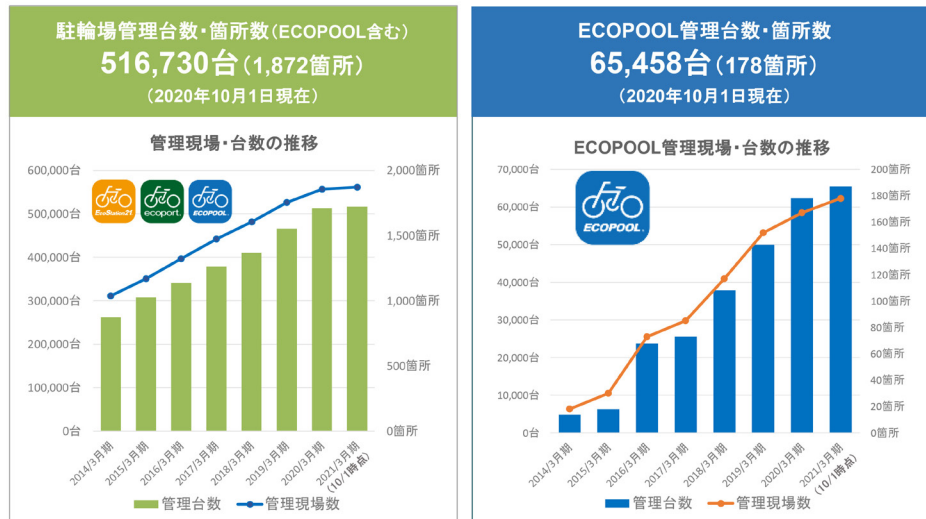 駐輪場管理台数・箇所数(ECOPOOL含む)
516,730台(1,872箇所)
(2020年10月1日現在)
管理現場・台数の推移
600,000台
500,000台
400,000台
300,000台
200,000台
100,000台
0台
2,000箇所
1,500箇所
1,000箇所
500箇所
0箇所
EcoStation21
ecoport.
ECOPOOL.
2014/3月期
2015/3月期
2016/3月期
2017/3月期
2018/3月期
2019/3月期
2020/3月期
2021/3月期
(10/1時点)
管理台数
管理現場数
ECOPOOL管理台数・箇所数
65,458台(178箇所)
(2020年10月1日現在)
ECOPOOL管理現場・台数の推移
70,000台
60,000台
50,000台
40,000台
30,000台
20,000台
10,000台
0台
200箇所
180箇所
160箇所
140箇所
120箇所
100箇所
80箇所
60箇所
40箇所
20箇所
0箇所
ECOPOOL.
2014/3月期
2015/3月期
2016/3月期
2017/3月期
2018/3月期
2019/3月期
2020/3月期
2021/3月期
(10/1時点)
管理台数
管理現場数